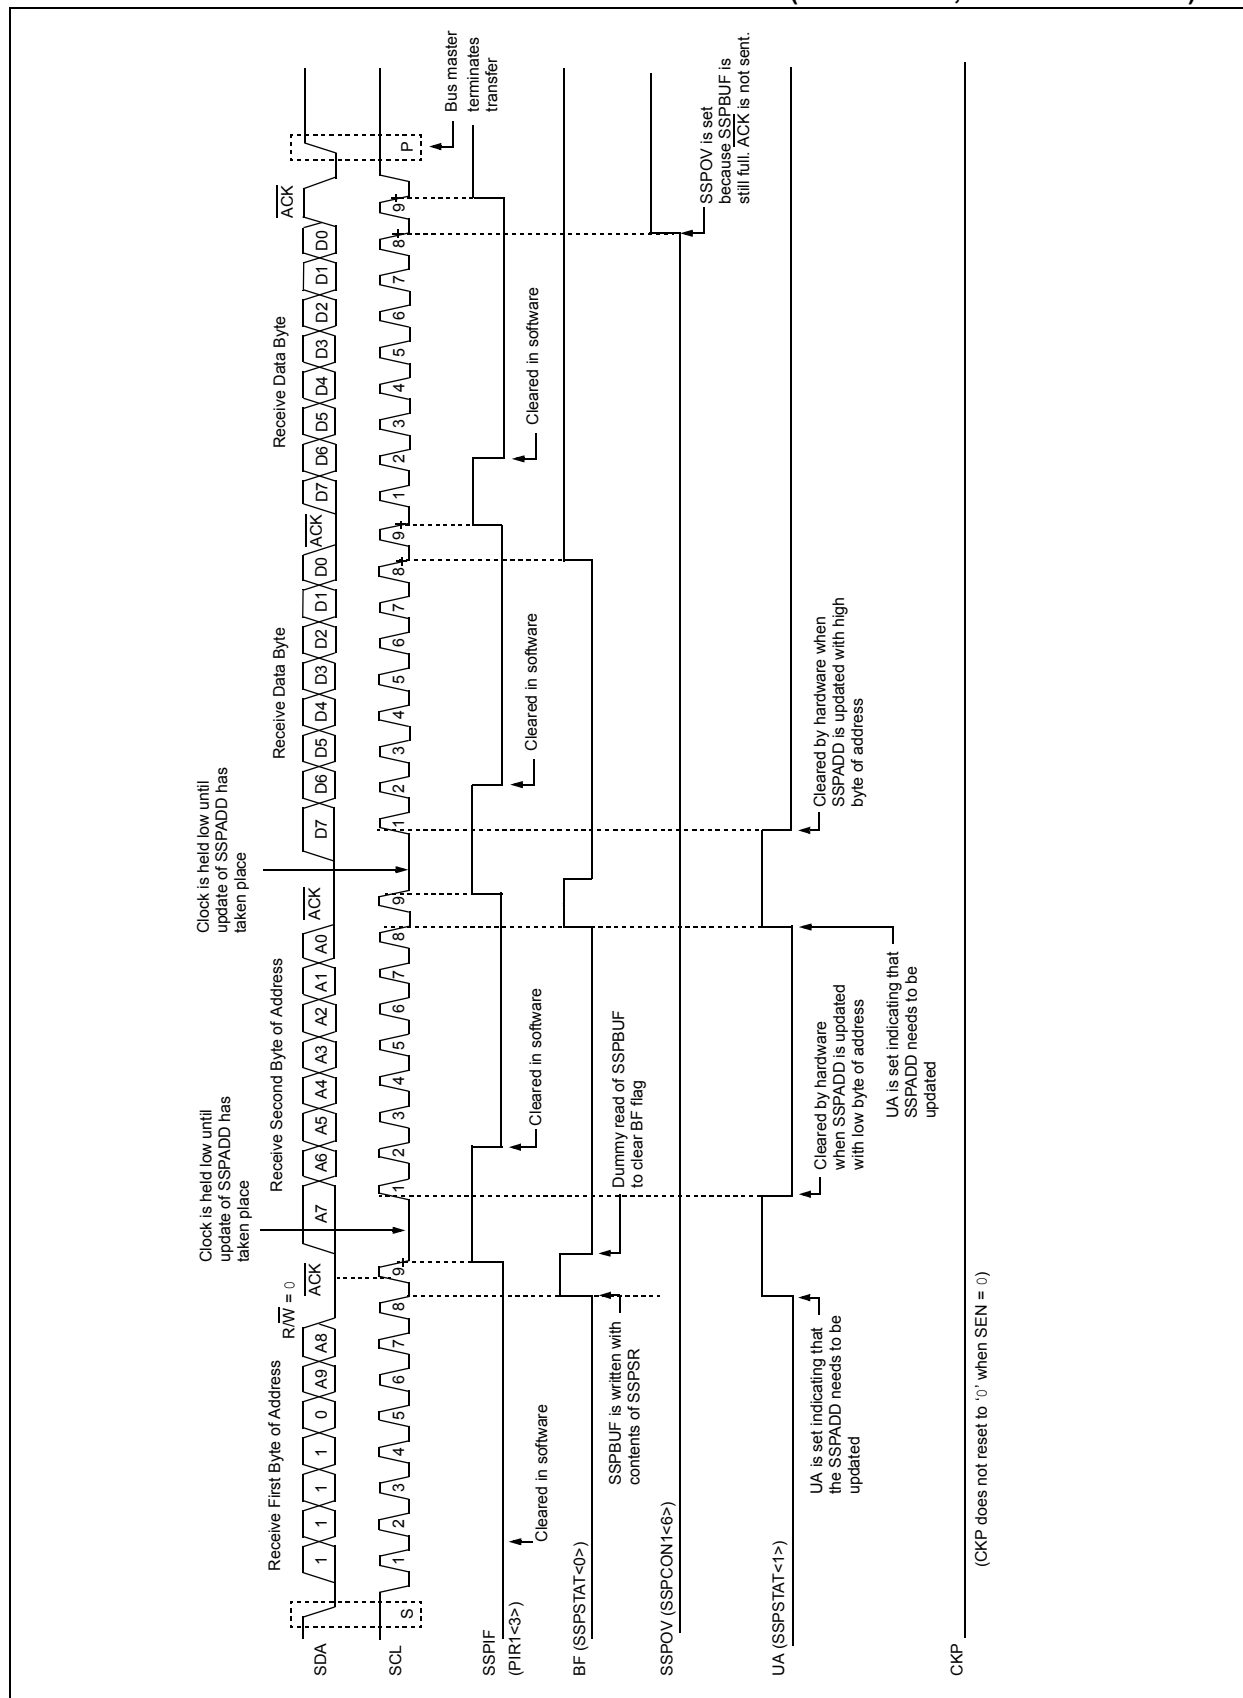 Receive First Byte of Address
R/W = 0
ACK
Clock is held low until
update of SSPADD has
taken place
Receive Second Byte of Address
ACK
Clock is held low until
update of SSPADD has
taken place
Receive Data Byte
ACK
Receive Data Byte
ACK
SDA
1 1 1 1 0 A9 A8 A7 A6 A5 A4 A3 A2 A1 A0 D7 D6 D5 D4 D3 D2 D1 D0 D7 D6 D5 D4 D3 D2 D1 D0
SCL
S 1 2 3 4 5 6 7 8 9 1 2 3 4 5 6 7 8 9 1 2 3 4 5 6 7 8 9 1 2 3 4 5 6 7 8 9 P
Bus master
terminates
transfer
SSPIF
(PIR1<3>)
Cleared in software
Cleared in software
Cleared in software
Cleared in software
BF (SSPSTAT<0>)
SSPBUF is written with
contents of SSPSR
Dummy read of SSPBUF
to clear BF flag
SSPOV (SSPCON1<6>)
SSPOV is set
because SSPBUF is
still full. ACK is not sent.
UA (SSPSTAT<1>)
UA is set indicating that
the SSPADD needs to be
updated
Cleared by hardware
when SSPADD is updated
with low byte of address
UA is set indicating that
SSPADD needs to be
updated
Cleared by hardware when
SSPADD is updated with high
byte of address
CKP
(CKP does not reset to ‘0’ when SEN = 0)